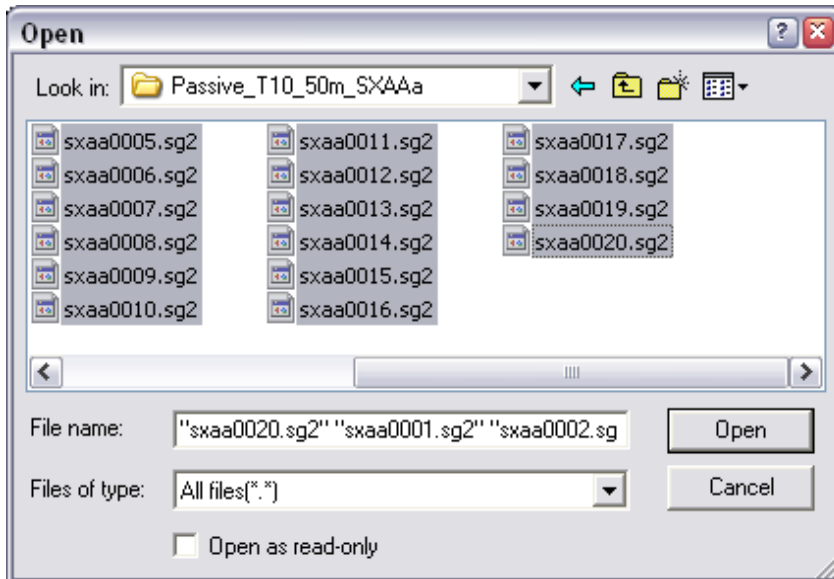 Open
Look in: Passive_T10_50m_SXAAa
sxaa0005.sg2 sxaa0011.sg2 sxaa0017.sg2
sxaa0006.sg2 sxaa0012.sg2 sxaa0018.sg2
sxaa0007.sg2 sxaa0013.sg2 sxaa0019.sg2
sxaa0008.sg2 sxaa0014.sg2 sxaa0020.sg2
sxaa0009.sg2 sxaa0015.sg2
sxaa0010.sg2 sxaa0016.sg2
File name: "sxaa0020.sg2" "sxaa0001.sg2" "sxaa0002.sg Open
Files of type: All files(*.*) Cancel
Open as read-only